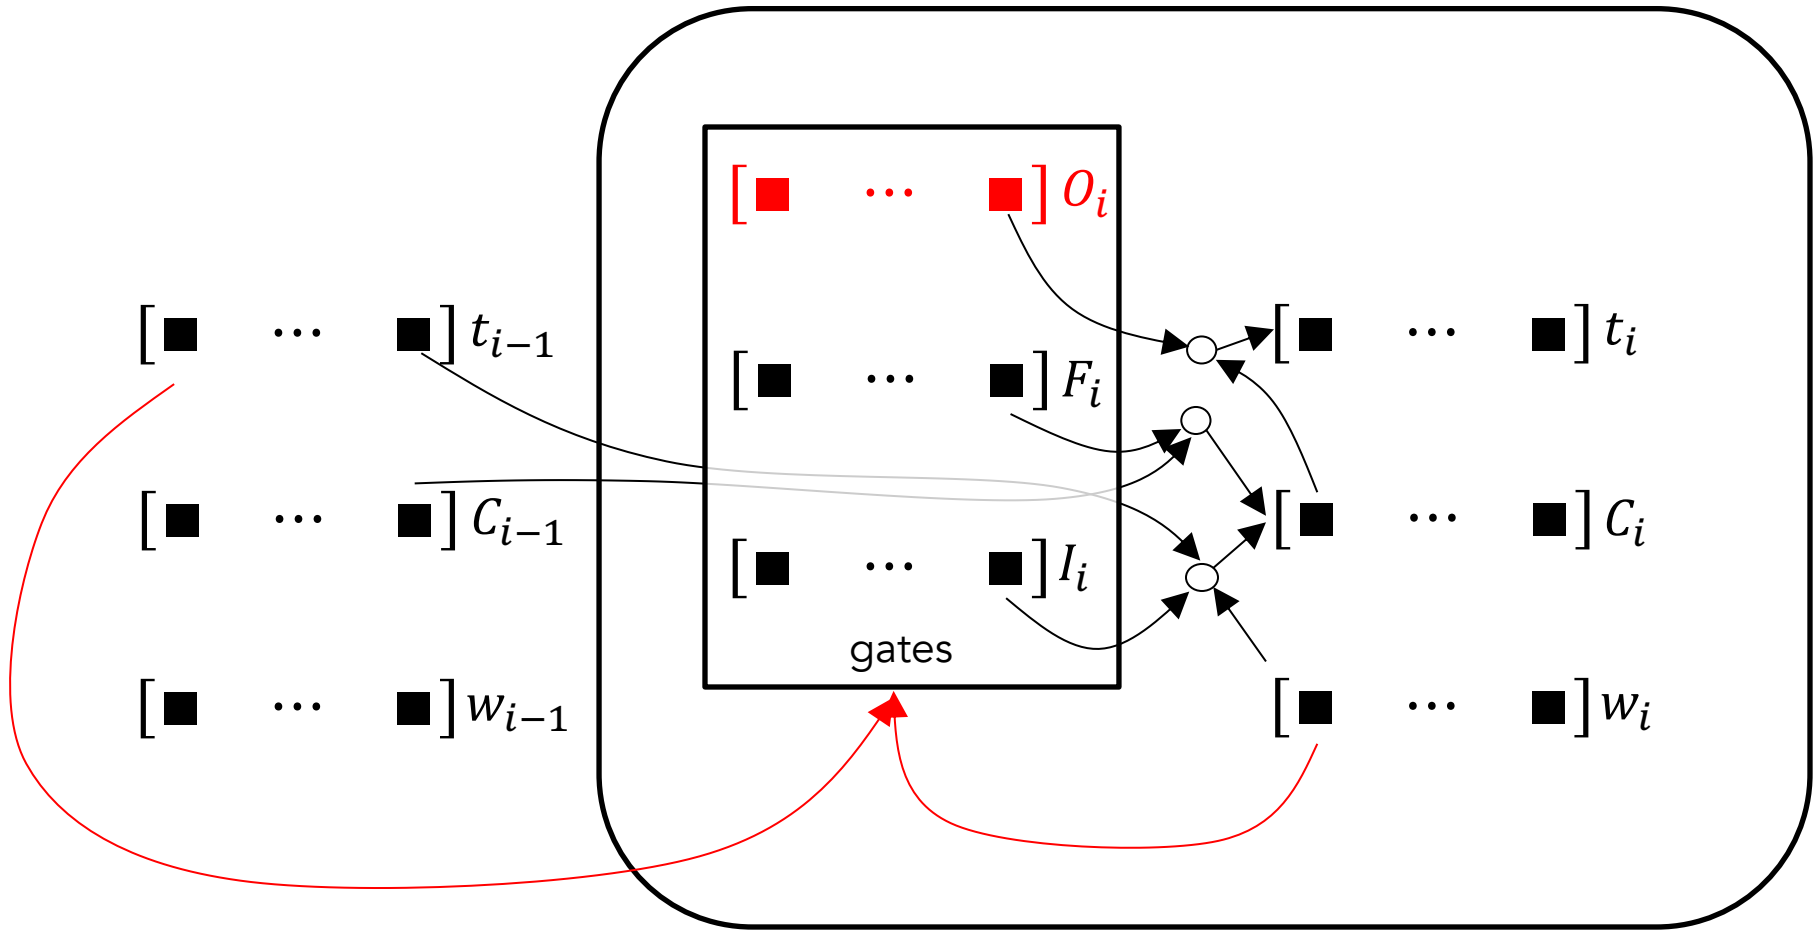 [■ ⋯ ■] O_i
[■ ⋯ ■] t_{i−1}
[■ ⋯ ■] F_i
[■ ⋯ ■] t_i
[■ ⋯ ■] C_{i−1}
[■ ⋯ ■] I_i
[■ ⋯ ■] C_i
gates
[■ ⋯ ■] w_{i−1}
[■ ⋯ ■] w_i